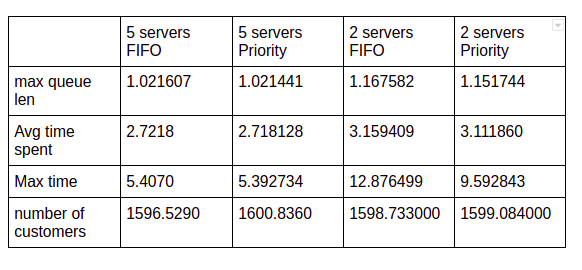 5 servers 5 servers 2 servers 2 servers
FIFO Priority FIFO Priority
max queue 1.021607 1.021441 1.167582 1.151744
len
Avg time 2.7218 2.718128 3.159409 3.111860
spent
Max time 5.4070 5.392734 12.876499 9.592843
number of 1596.5290 1600.8360 1598.733000 1599.084000
customers